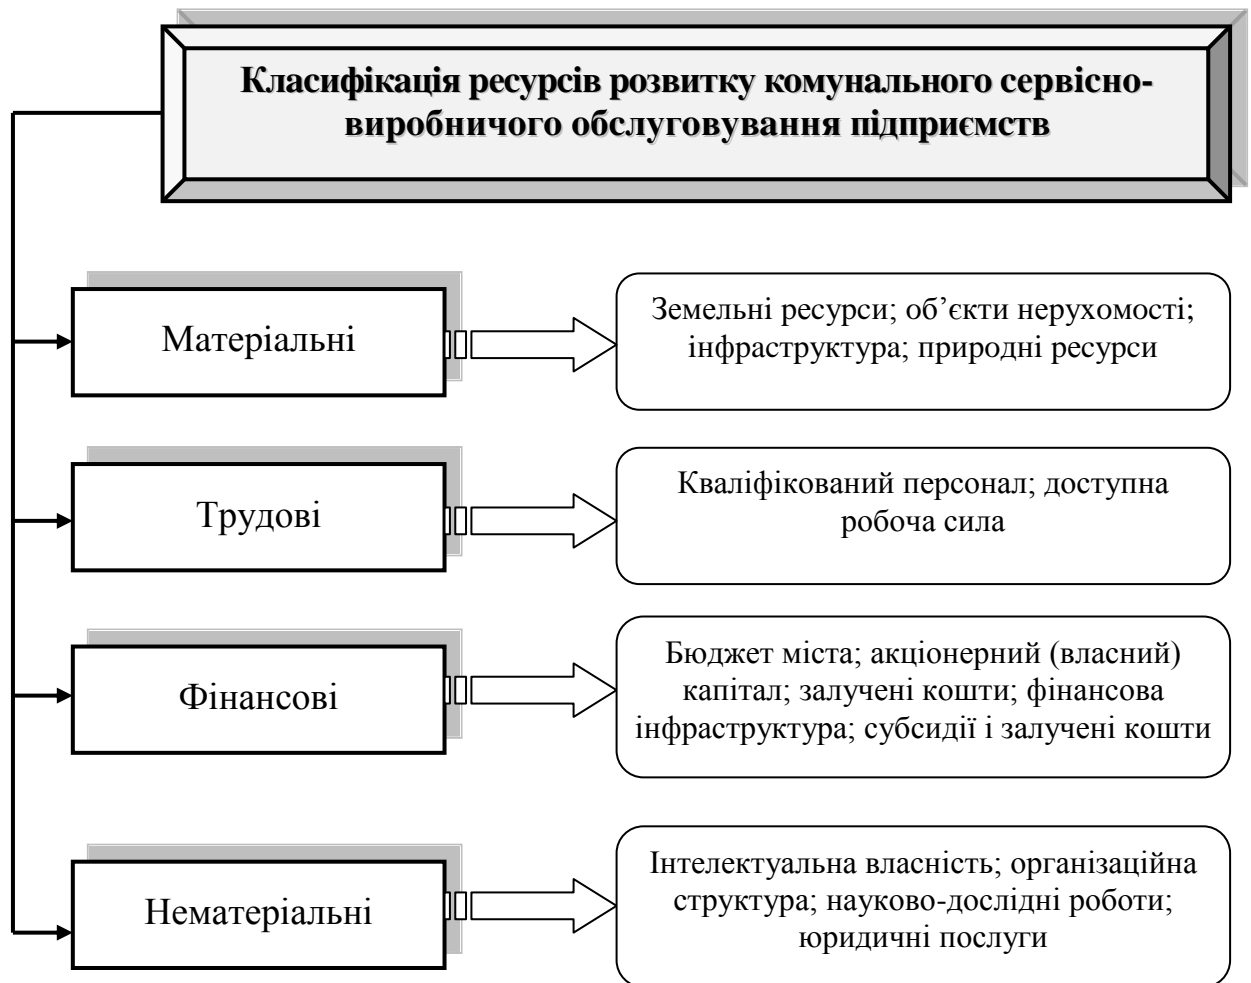 Класифікація ресурсів розвитку комунального сервісно-
виробничого обслуговування підприємств
Матеріальні
Земельні ресурси; об’єкти нерухомості;
інфраструктура; природні ресурси
Трудові
Кваліфікований персонал; доступна
робоча сила
Фінансові
Бюджет міста; акціонерний (власний)
капітал; залучені кошти; фінансова
інфраструктура; субсидії і залучені кошти
Нематеріальні
Інтелектуальна власність; організаційна
структура; науково-дослідні роботи;
юридичні послуги